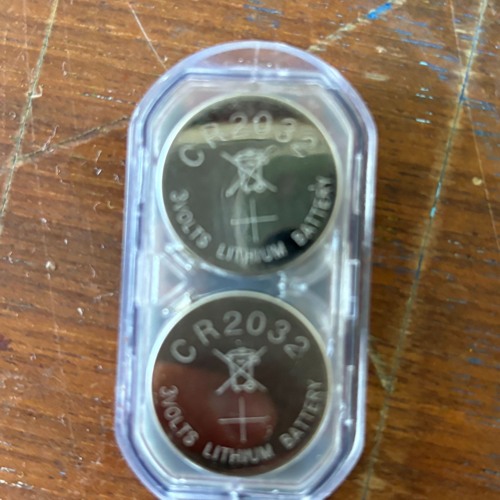 CR2032
+
3VOLTS LITHIUM BATTERY
CR2032
+
3VOLTS LITHIUM BATTERY